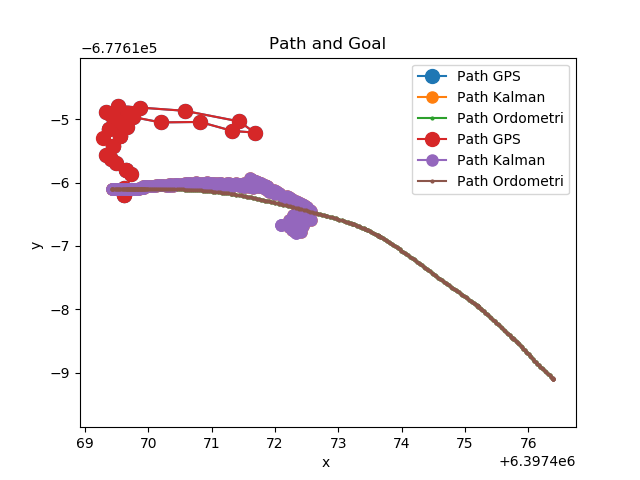 Path and Goal
−6.7761e5
Path GPS
Path Kalman
Path Ordometri
Path GPS
Path Kalman
Path Ordometri
−5
−6
−7
−8
−9
y
69 70 71 72 73 74 75 76
x
+6.3974e6